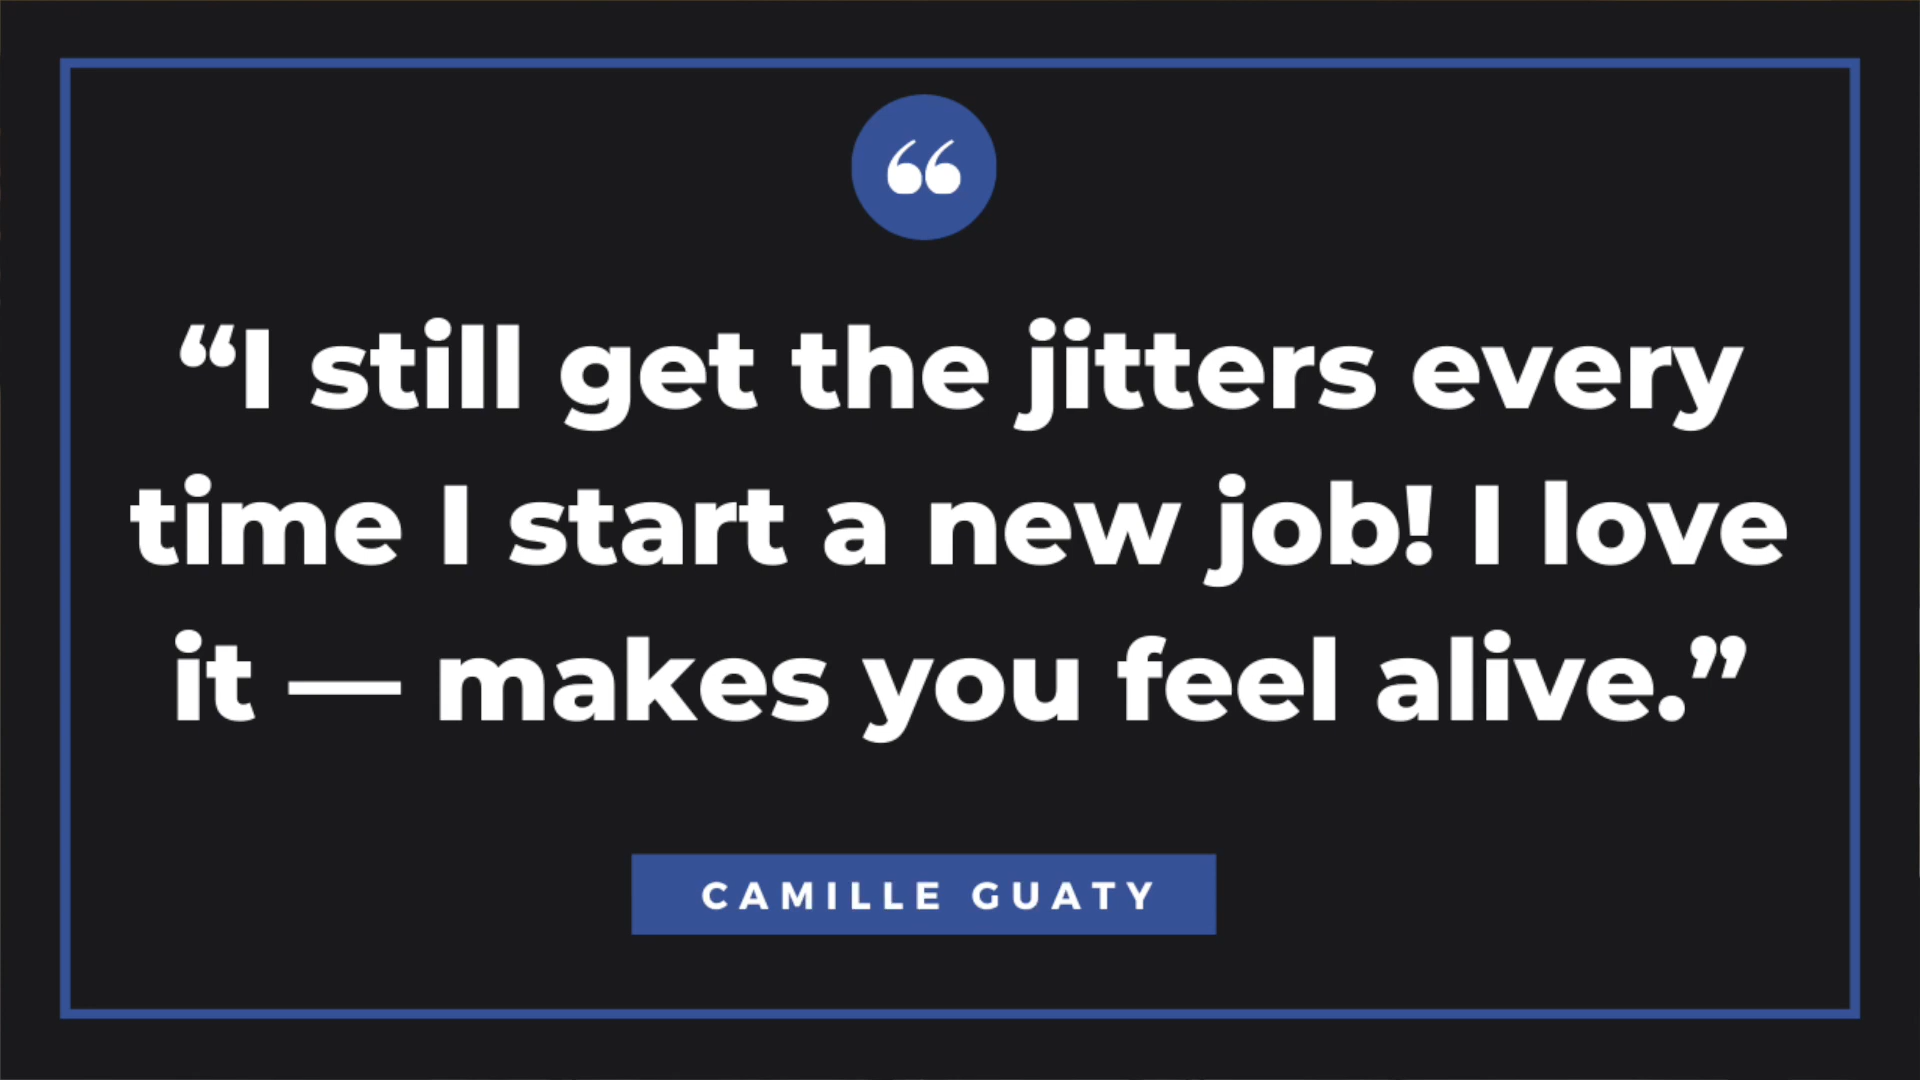 “
“I still get the jitters every
time I start a new job! I love
it — makes you feel alive.”
CAMILLE GUATY